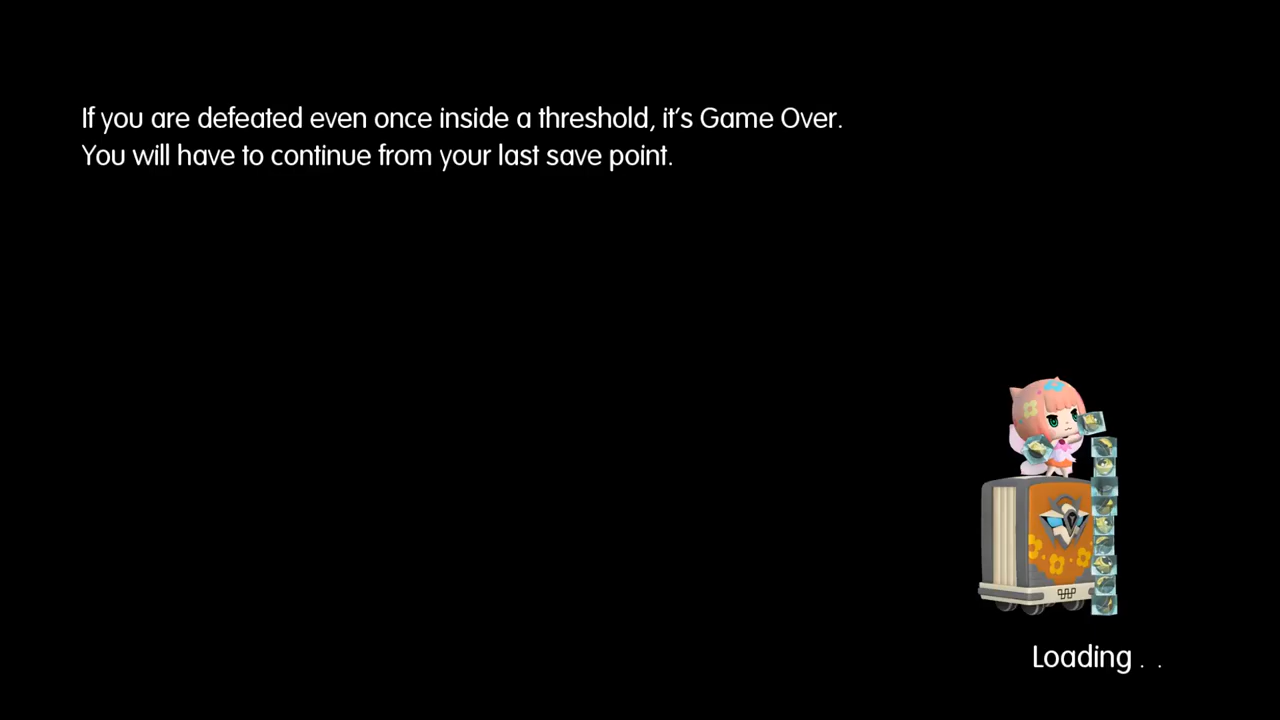 If you are defeated even once inside a threshold, it's Game Over.
You will have to continue from your last save point.
Loading . .